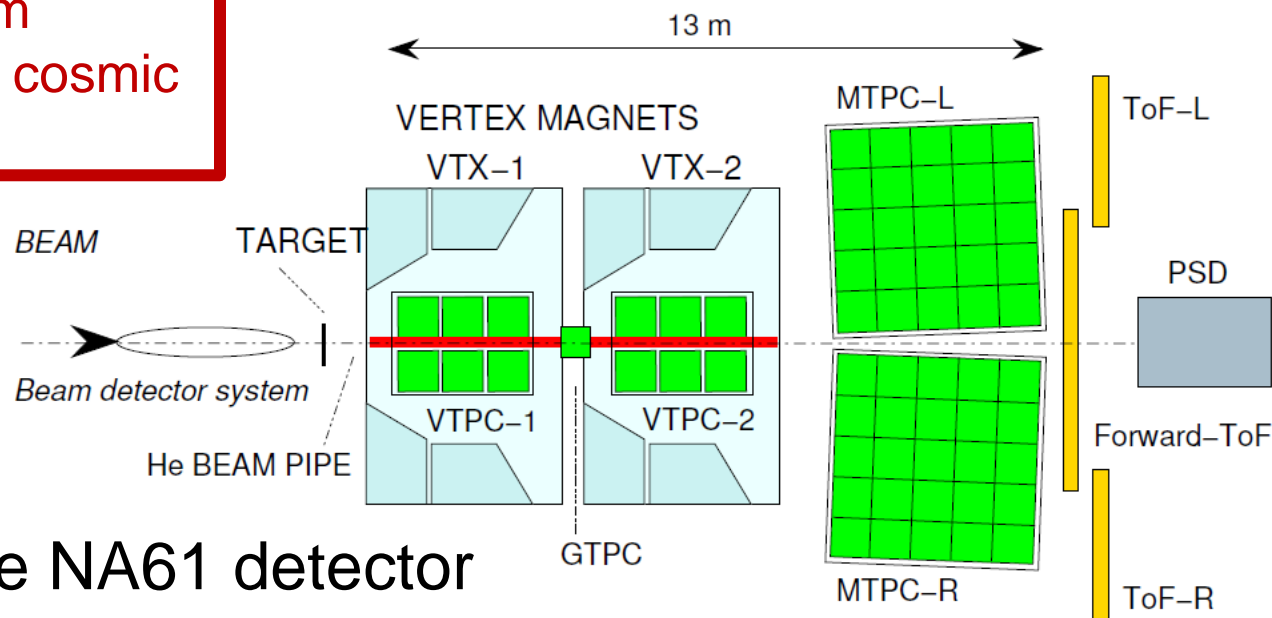 m
cosmic
13 m
MTPC–L
ToF–L
VERTEX MAGNETS
VTX–1
VTX–2
BEAM
TARGET
PSD
Beam detector system
VTPC–1
VTPC–2
Forward–ToF
He BEAM PIPE
GTPC
e NA61 detector
MTPC–R
ToF–R